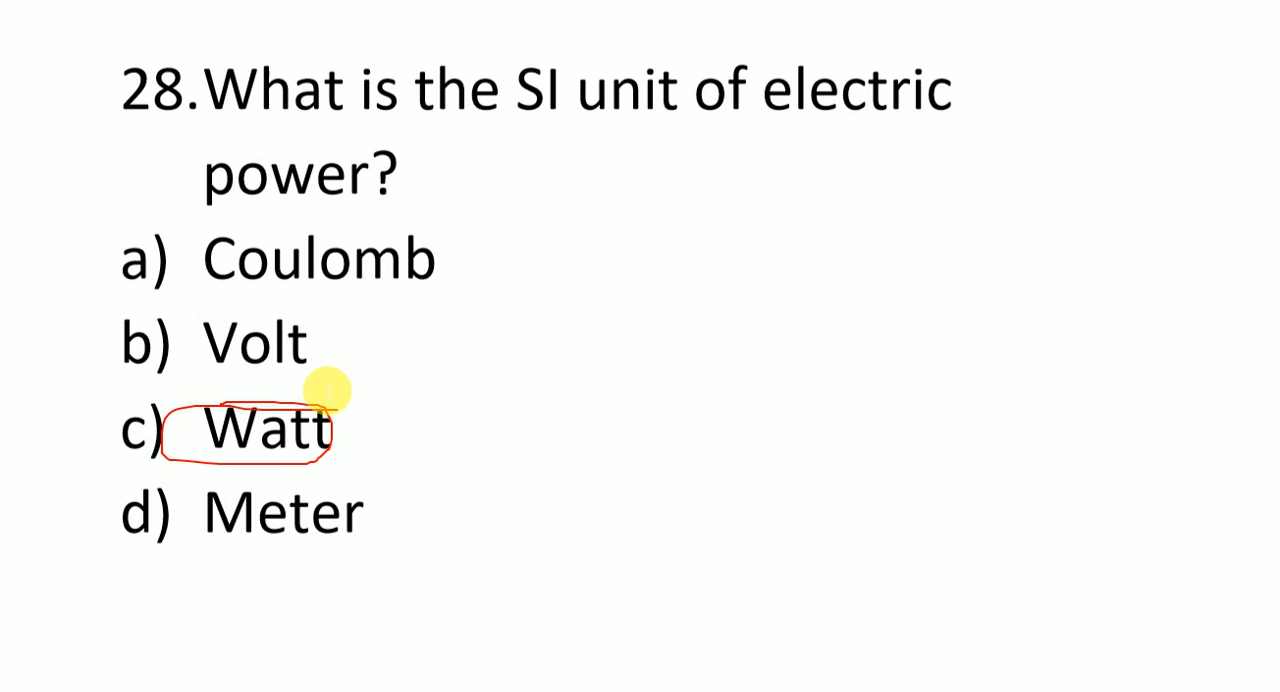 28.What is the SI unit of electric
power?
a) Coulomb
b) Volt
c) Watt
d) Meter